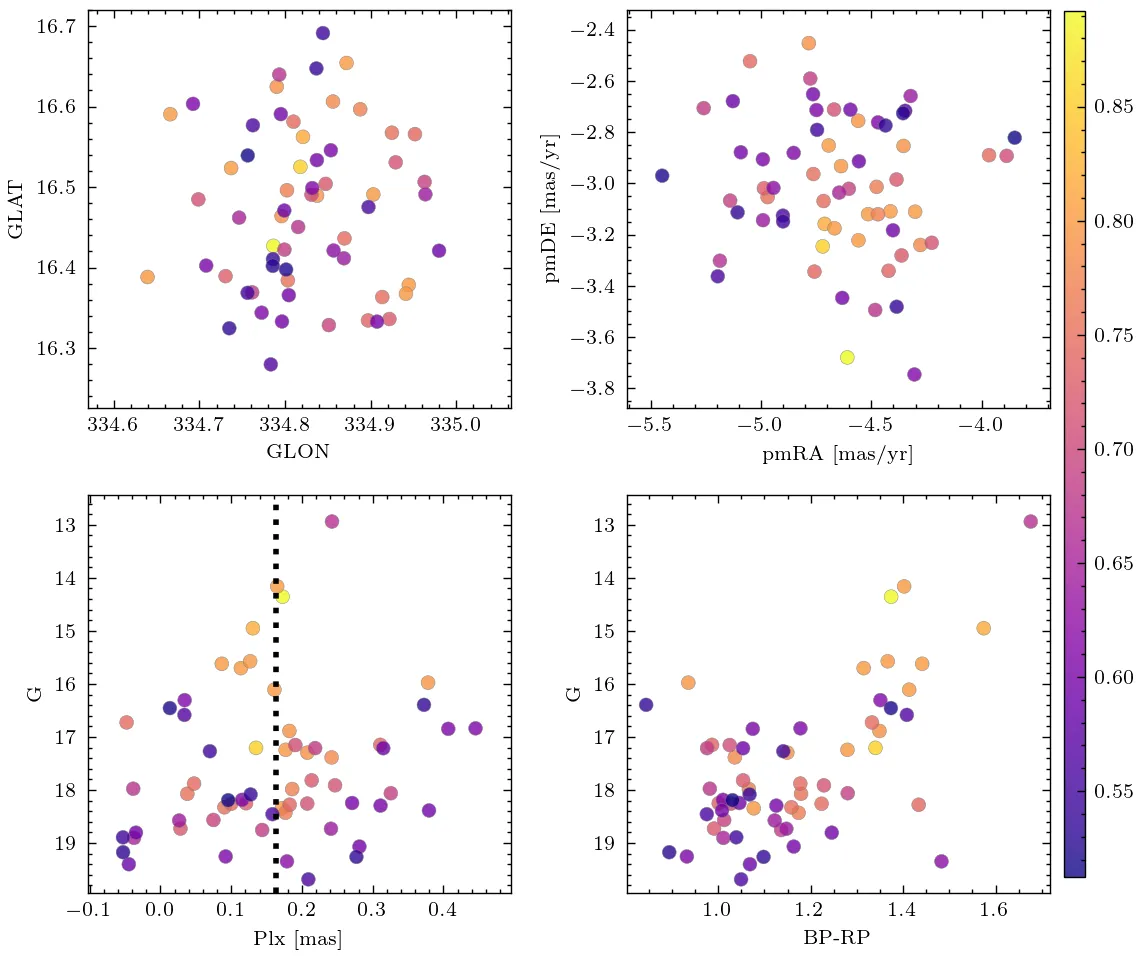 16.7
16.6
16.5
16.4
16.3
GLAT
334.6 334.7 334.8 334.9 335.0
GLON
−2.4
−2.6
−2.8
−3.0
−3.2
−3.4
−3.6
−3.8
pmDE [mas/yr]
−5.5 −5.0 −4.5 −4.0
pmRA [mas/yr]
0.85
0.80
0.75
0.70
0.65
0.60
0.55
13
14
15
16
17
18
19
G
−0.1 0.0 0.1 0.2 0.3 0.4
Plx [mas]
13
14
15
16
17
18
19
G
1.0 1.2 1.4 1.6
BP-RP